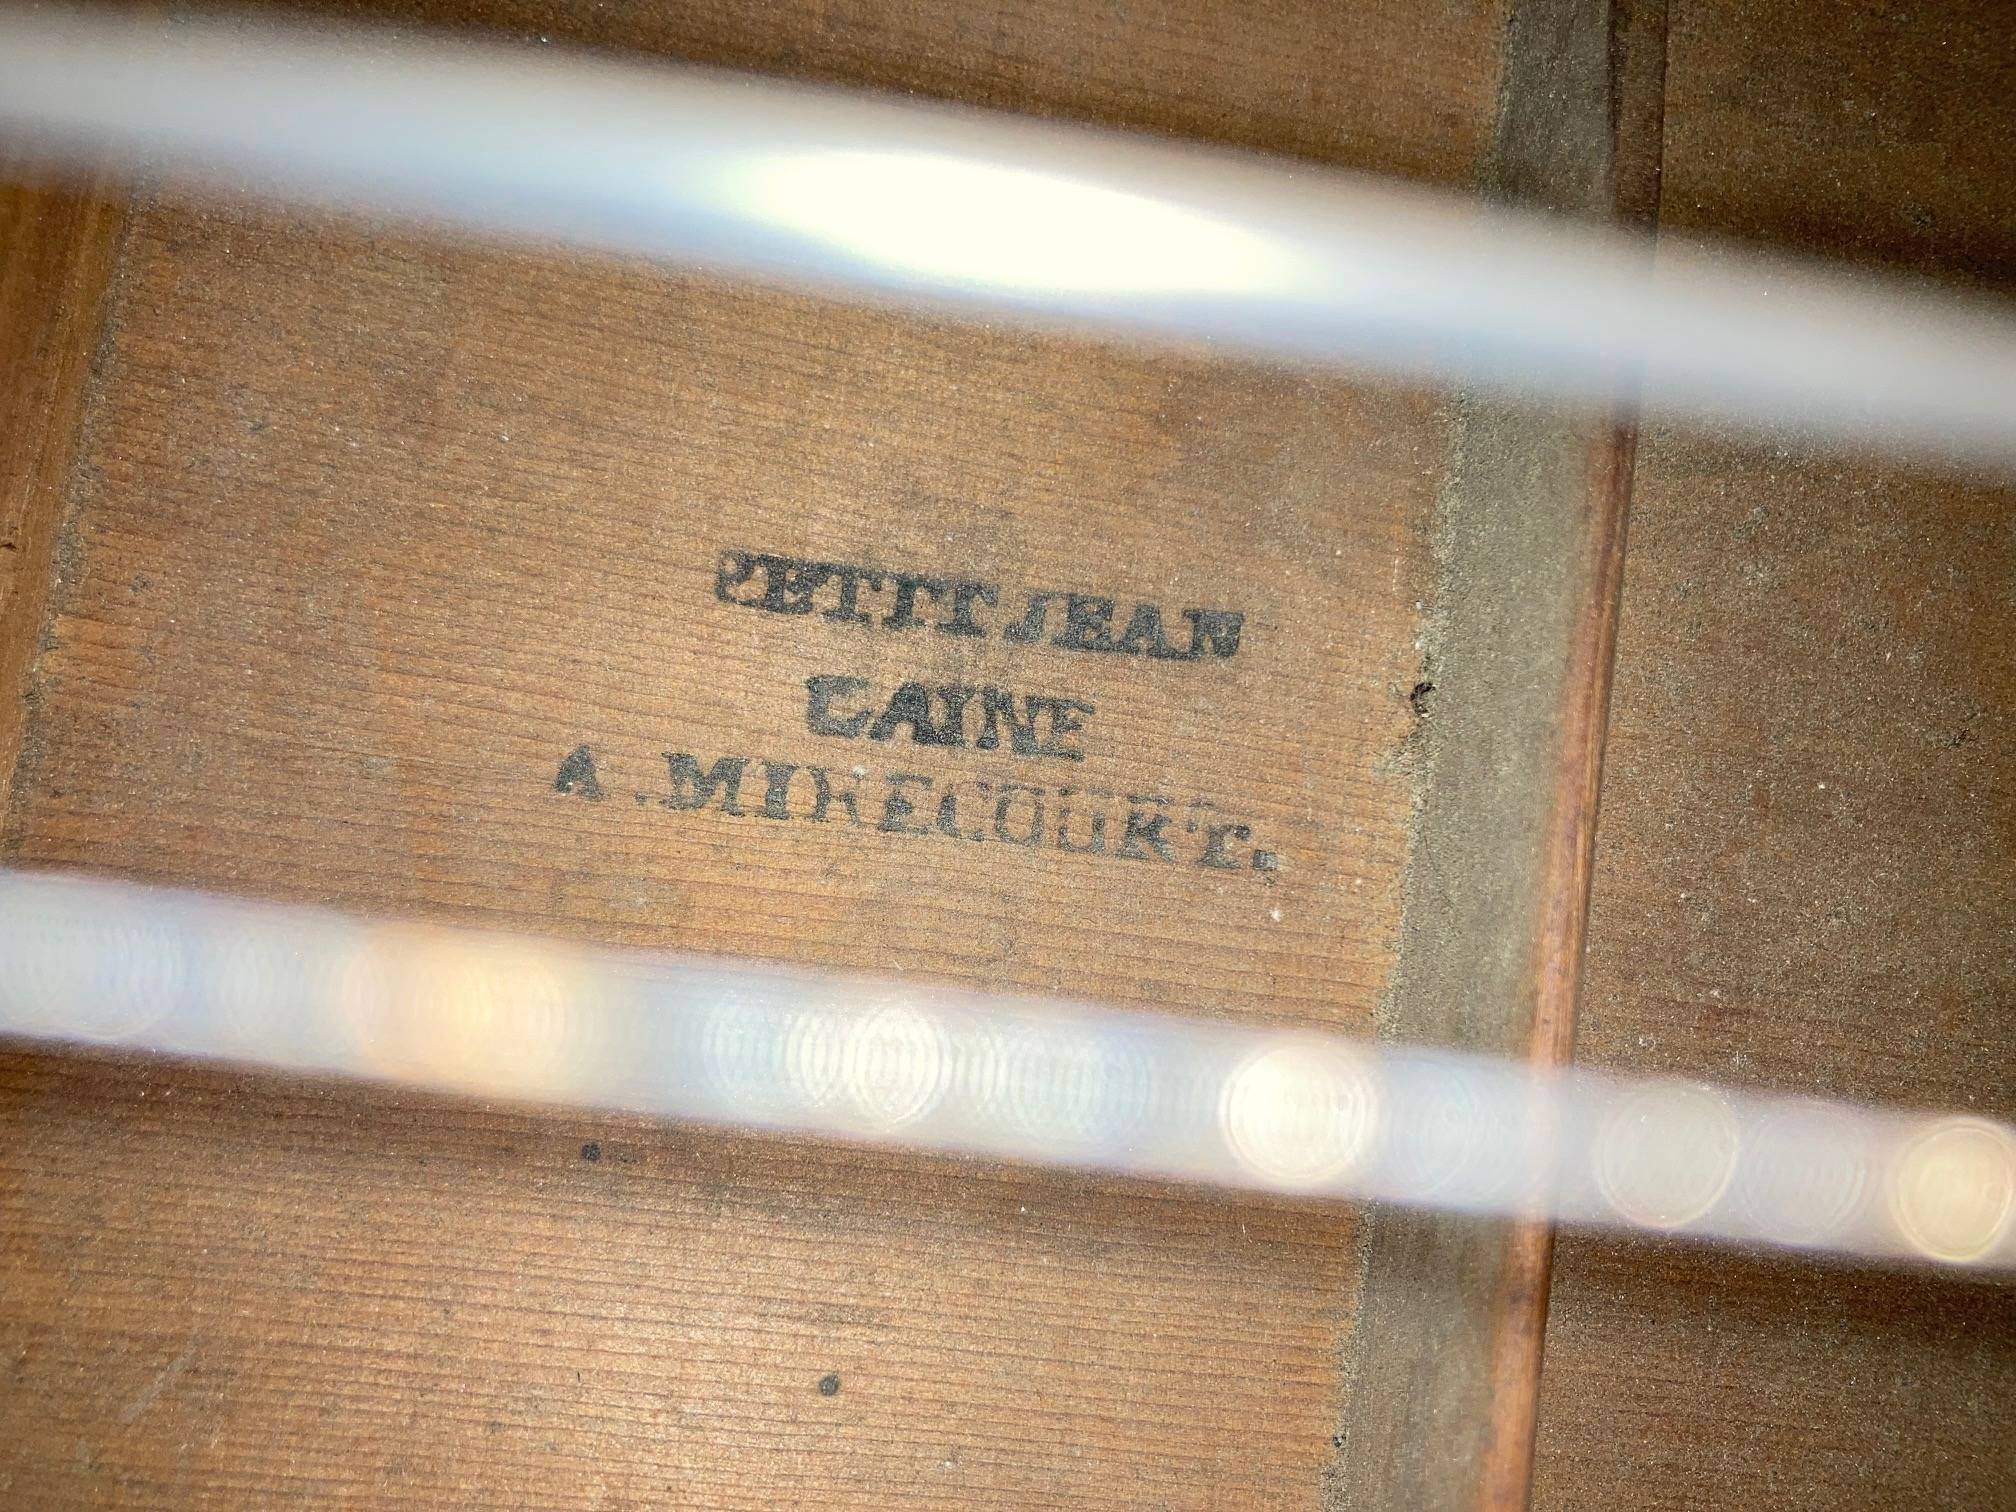 PETIT JEAN
L'AINE
A . MIRECOURT.